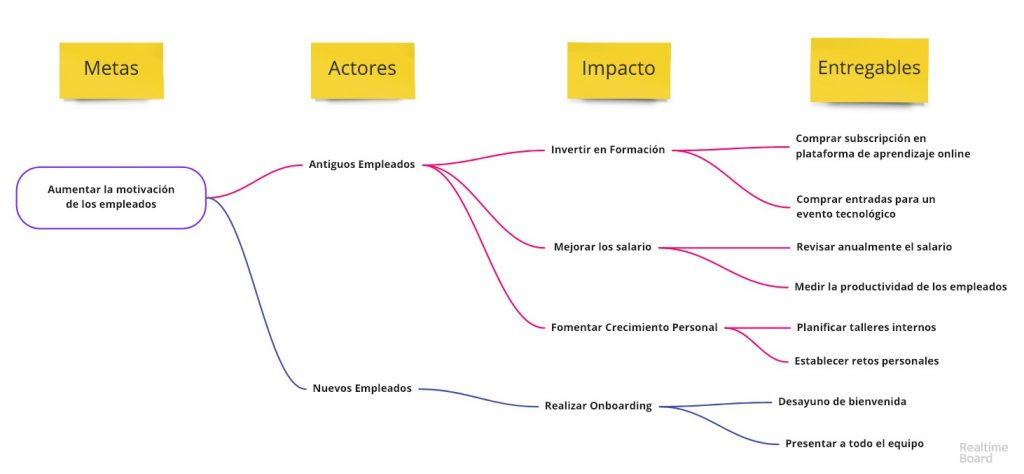 Metas
Actores
Impacto
Entregables
Aumentar la motivación
de los empleados
Antiguos Empleados
Invertir en Formación
Comprar subscripción en
plataforma de aprendizaje online
Comprar entradas para un
evento tecnológico
Mejorar los salario
Revisar anualmente el salario
Medir la productividad de los empleados
Fomentar Crecimiento Personal
Planificar talleres internos
Establecer retos personales
Nuevos Empleados
Realizar Onboarding
Desayuno de bienvenida
Presentar a todo el equipo
Realtime
Board